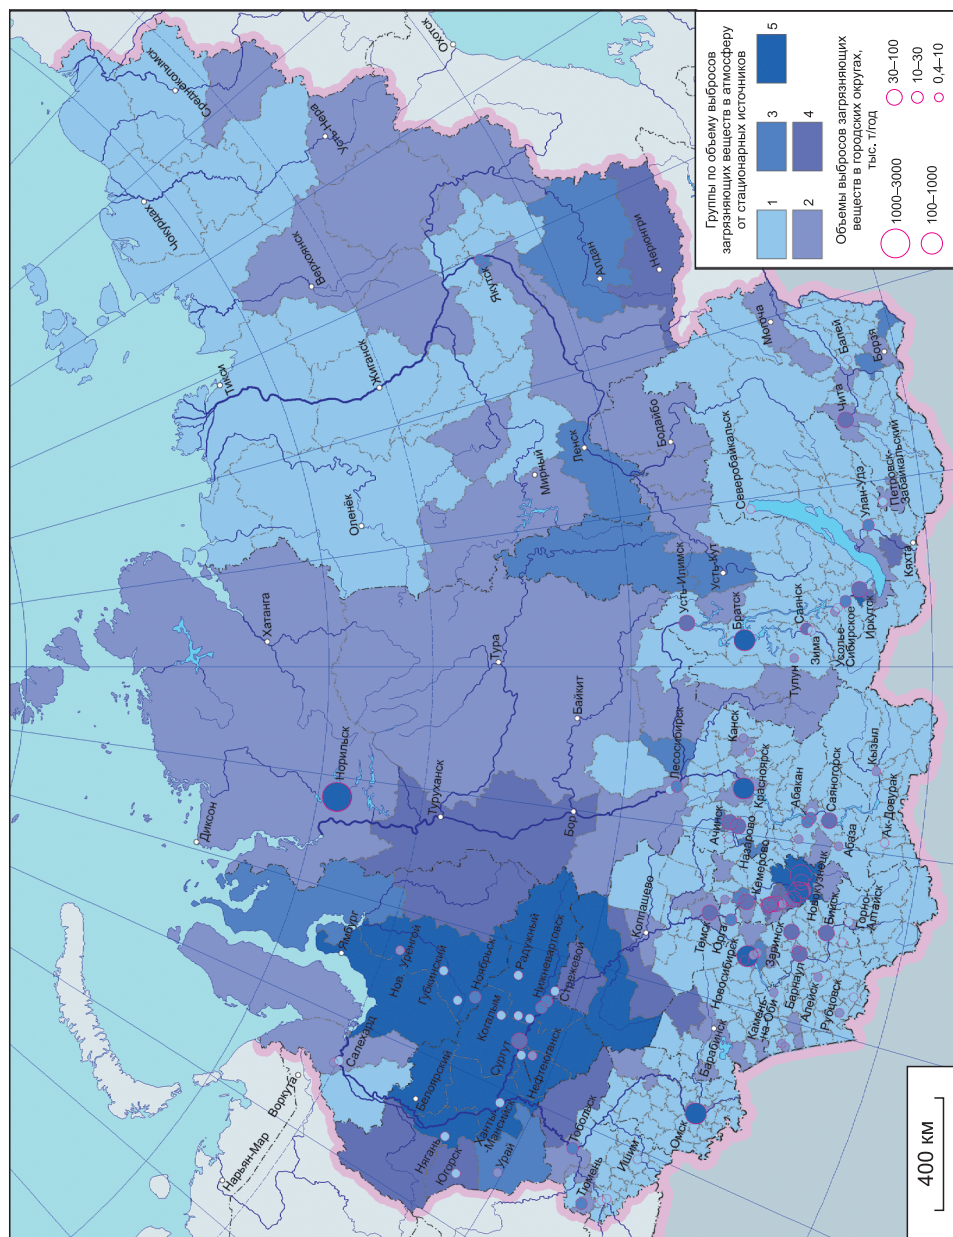 Группы по объему выбросов
загрязняющих веществ в атмосферу
от стационарных источников
1
3
5
2
4
Объемы выбросов загрязняющих
веществ в городских округах,
тыс. т/год
1000–3000
30–100
100–1000
10–30
0,4–10
400 км
Нарьян-Мар
Воркута
Салехард
Ямбург
Диксон
Норильск
Хатанга
Оленёк
Тикси
Чокурдах
Среднеколымск
Охотск
Усть-Нера
Верхоянск
Жиганск
Якутск
Алдан
Нерюнгри
Мирный
Ленск
Бодайбо
Туруханск
Тура
Байкит
Бор
Нов. Уренгой
Губкинский
Ноябрьск
Радужный
Белоярский
Когалым
Нижневартовск
Стрежевой
Сургут
Нефтеюганск
Ханты
-Мансийск
Нягань
Югорск
Урай
Тобольск
Тюмень
Ишим
Омск
Барабинск
Колпашево
Томск
Юрга
Новосибирск
Камень-
на-Оби
Заринск
Барнаул
Алейск
Рубцовск
Кемерово
Новокузнецк
Бийск
Горно-
Алтайск
Ачинск
Назарово
Красноярск
Канск
Лесосибирск
Абакан
Саяногорск
Абаза
Ак-Довурак
Кызыл
Усть-Илимск
Усть-Кут
Братск
Тулун
Зима
Саянск
Усолье-
Сибирское
Иркутск
Северобайкальск
Улан-Удэ
Кяхта
Петровск-
Забайкальский
Чита
Могоча
Балей
Борзя